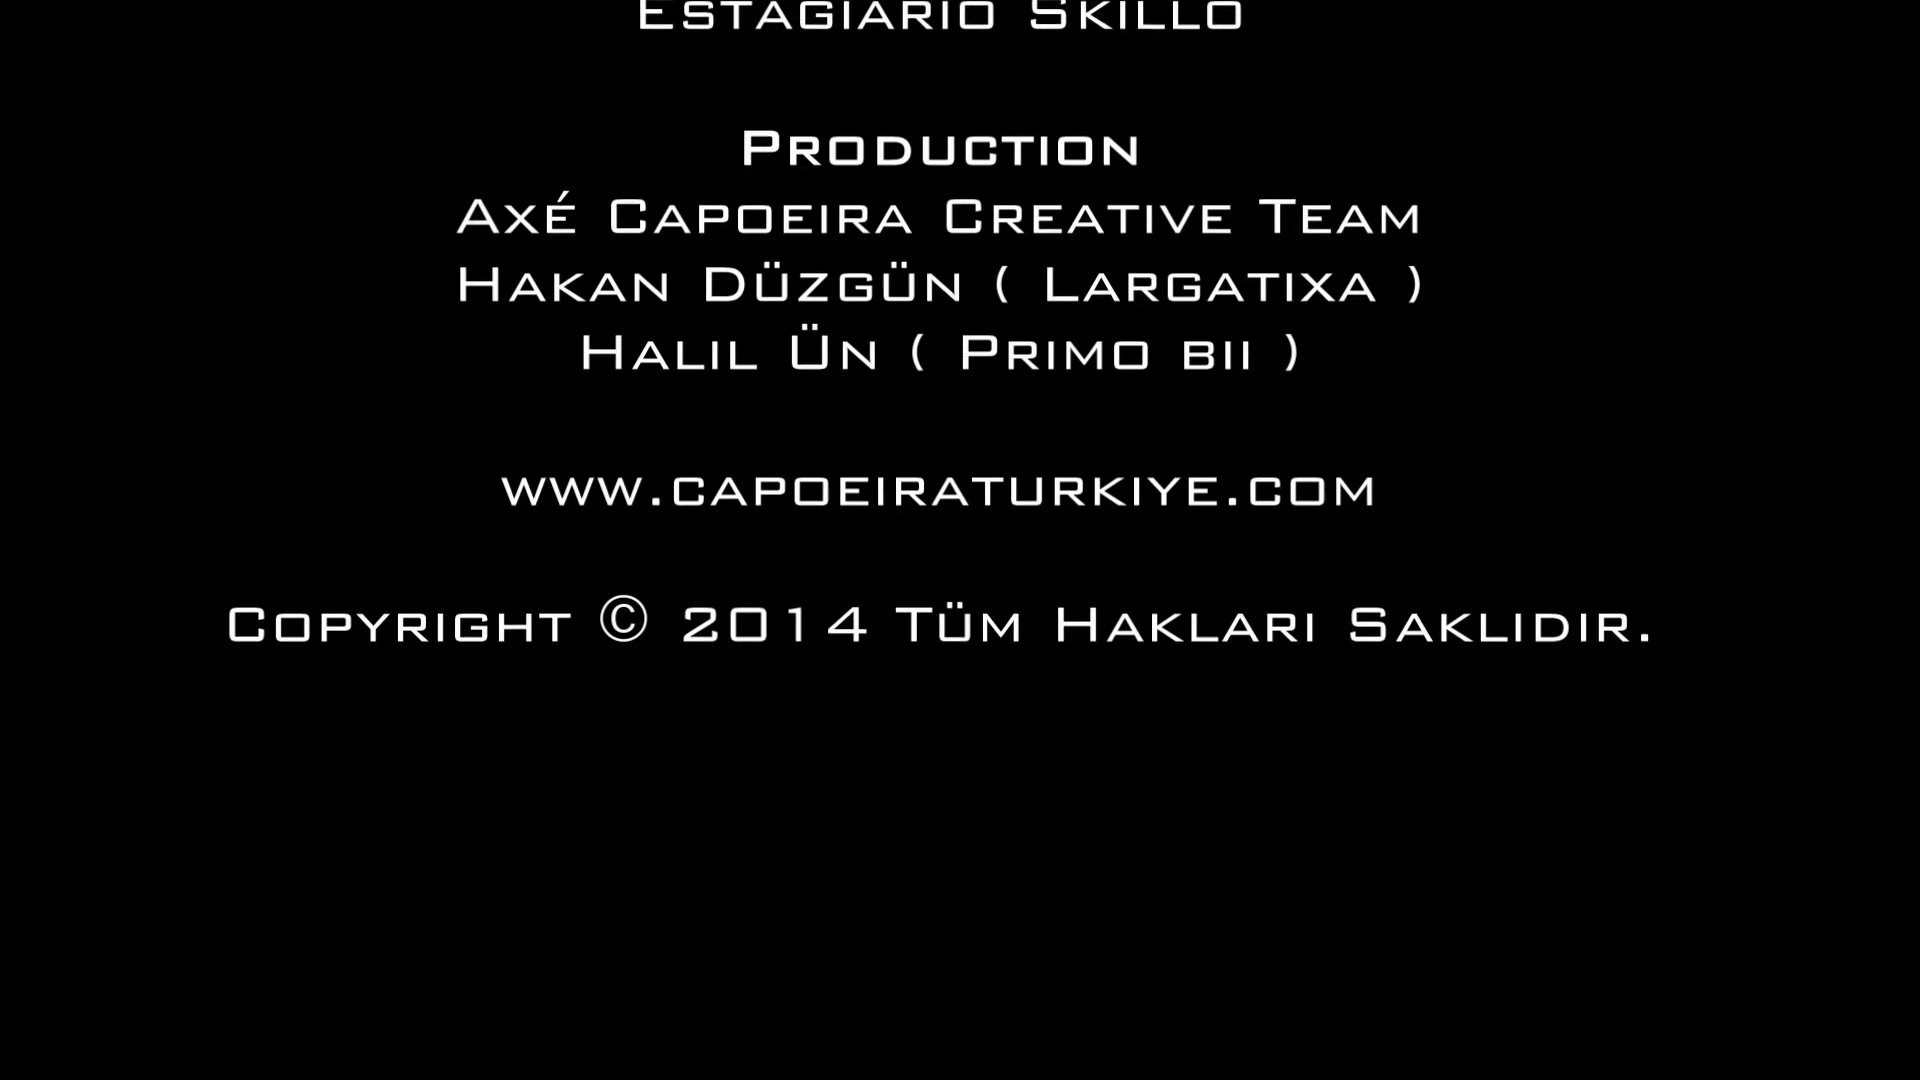 Estagiario Skillo
Production
Axé Capoeira Creative Team
Hakan Düzgün ( Largatixa )
Halil Ün ( Primo bii )
www.capoeiraturkiye.com
Copyright © 2014 Tüm Hakları Saklıdır.